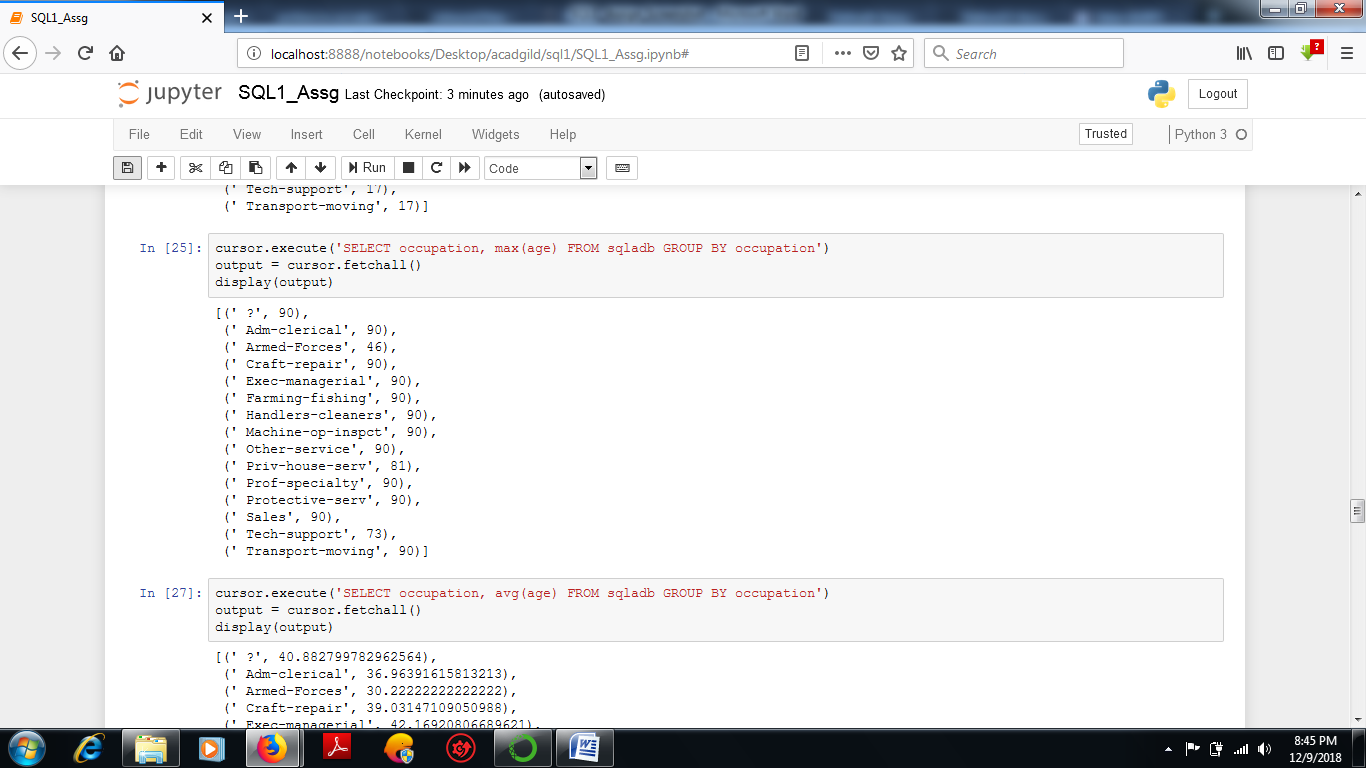 SQL1_Assg
localhost:8888/notebooks/Desktop/acadgild/sql1/SQL1_Assg.ipynb#
Search
?
jupyter SQL1_Assg Last Checkpoint: 3 minutes ago (autosaved)
Logout
File Edit View Insert Cell Kernel Widgets Help
Trusted Python 3
Run Code
(' Tech-support', 17),
(' Transport-moving', 17)]
In [25]: cursor.execute('SELECT occupation, max(age) FROM sqladb GROUP BY occupation')
output = cursor.fetchall()
display(output)
[(' ?', 90),
(' Adm-clerical', 90),
(' Armed-Forces', 46),
(' Craft-repair', 90),
(' Exec-managerial', 90),
(' Farming-fishing', 90),
(' Handlers-cleaners', 90),
(' Machine-op-inspct', 90),
(' Other-service', 90),
(' Priv-house-serv', 81),
(' Prof-specialty', 90),
(' Protective-serv', 90),
(' Sales', 90),
(' Tech-support', 73),
(' Transport-moving', 90)]
In [27]: cursor.execute('SELECT occupation, avg(age) FROM sqladb GROUP BY occupation')
output = cursor.fetchall()
display(output)
[(' ?', 40.882799782962564),
(' Adm-clerical', 36.96391615813213),
(' Armed-Forces', 30.22222222222222),
(' Craft-repair', 39.03147109050988),
(' Exec-managerial', 42.16920806689621),
8:45 PM
12/9/2018